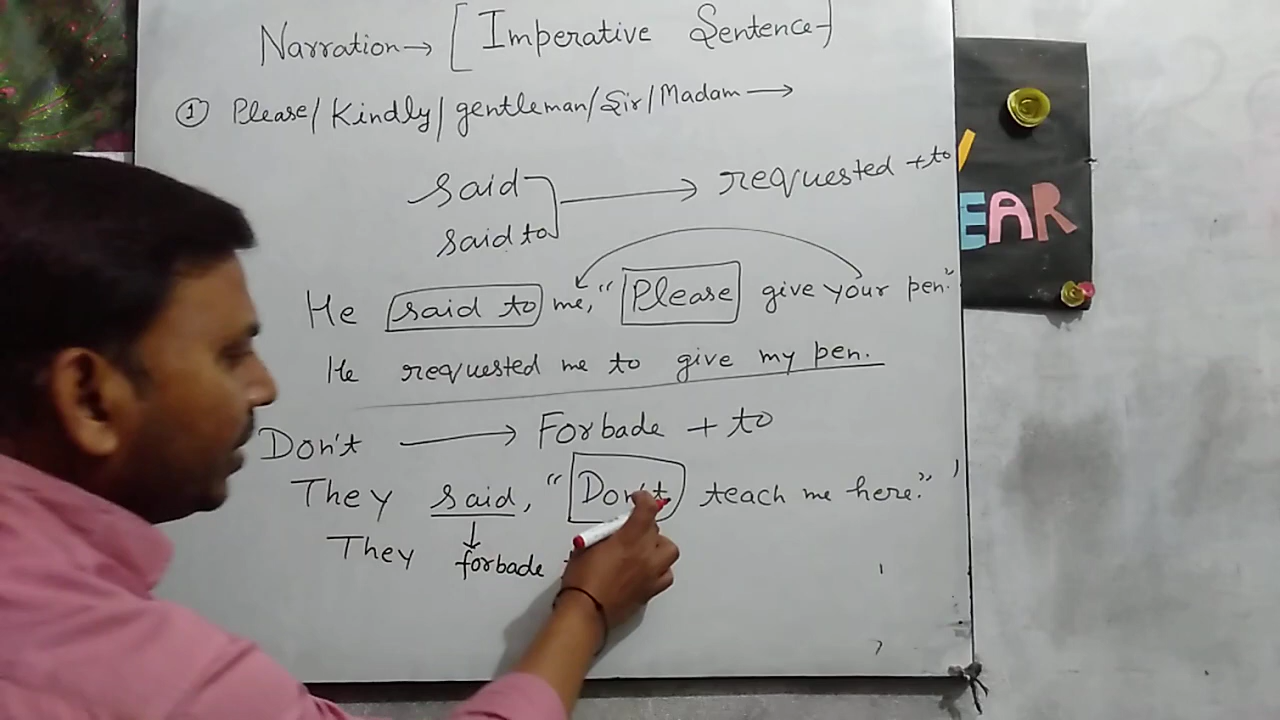 Narration → [Imperative Sentence]
① Please/Kindly/gentleman/Sir/Madam →
said
said to → requested + to
He said to me, "Please give your pen."
He requested me to give my pen.
Don't → Forbade + to
They said, "Don't teach me here."
They forbade
EAR